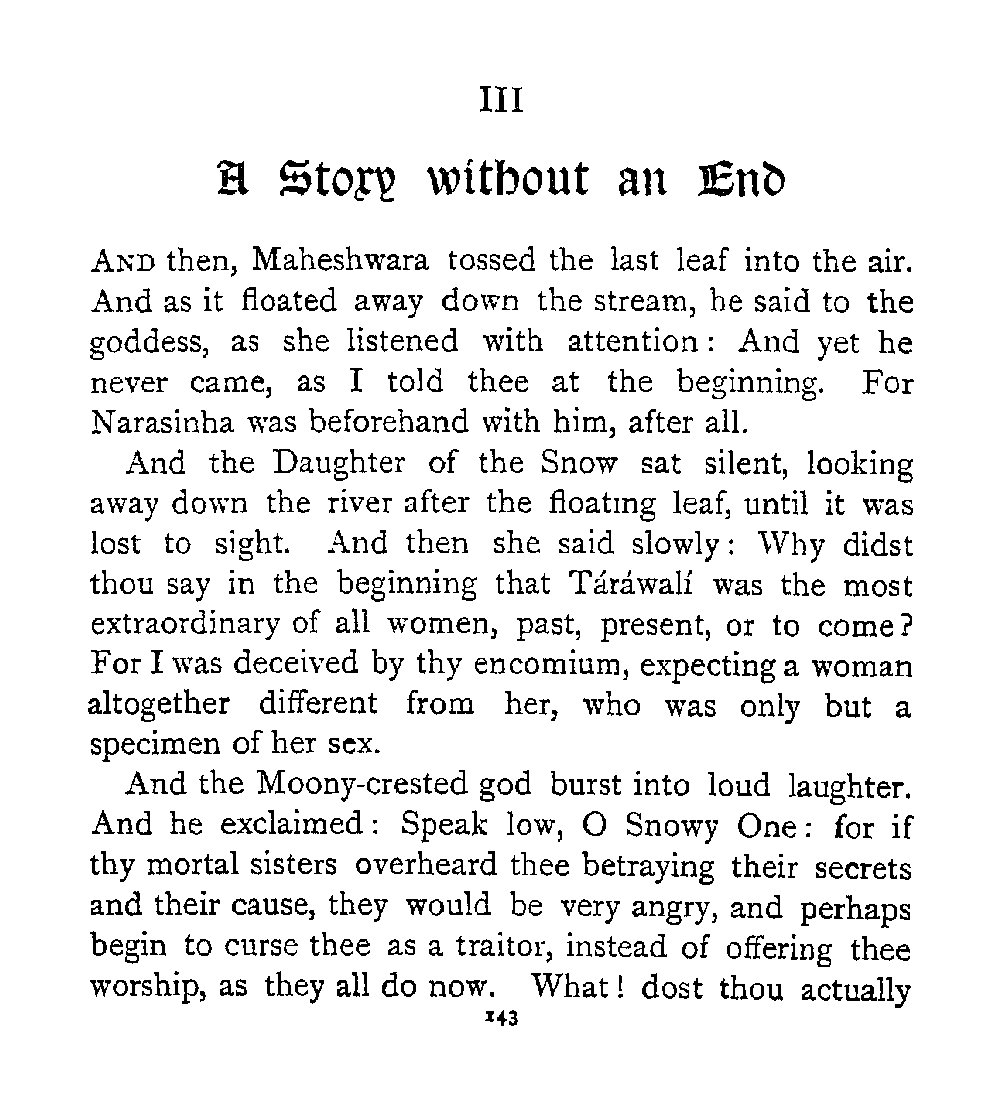 III
A Story without an End
AND then, Maheshwara tossed the last leaf into the air.
And as it floated away down the stream, he said to the
goddess, as she listened with attention: And yet he
never came, as I told thee at the beginning. For
Narasinha was beforehand with him, after all.
And the Daughter of the Snow sat silent, looking
away down the river after the floating leaf, until it was
lost to sight. And then she said slowly: Why didst
thou say in the beginning that Táráwalí was the most
extraordinary of all women, past, present, or to come?
For I was deceived by thy encomium, expecting a woman
altogether different from her, who was only but a
specimen of her sex.
And the Moony-crested god burst into loud laughter.
And he exclaimed: Speak low, O Snowy One: for if
thy mortal sisters overheard thee betraying their secrets
and their cause, they would be very angry, and perhaps
begin to curse thee as a traitor, instead of offering thee
worship, as they all do now. What! dost thou actually
143